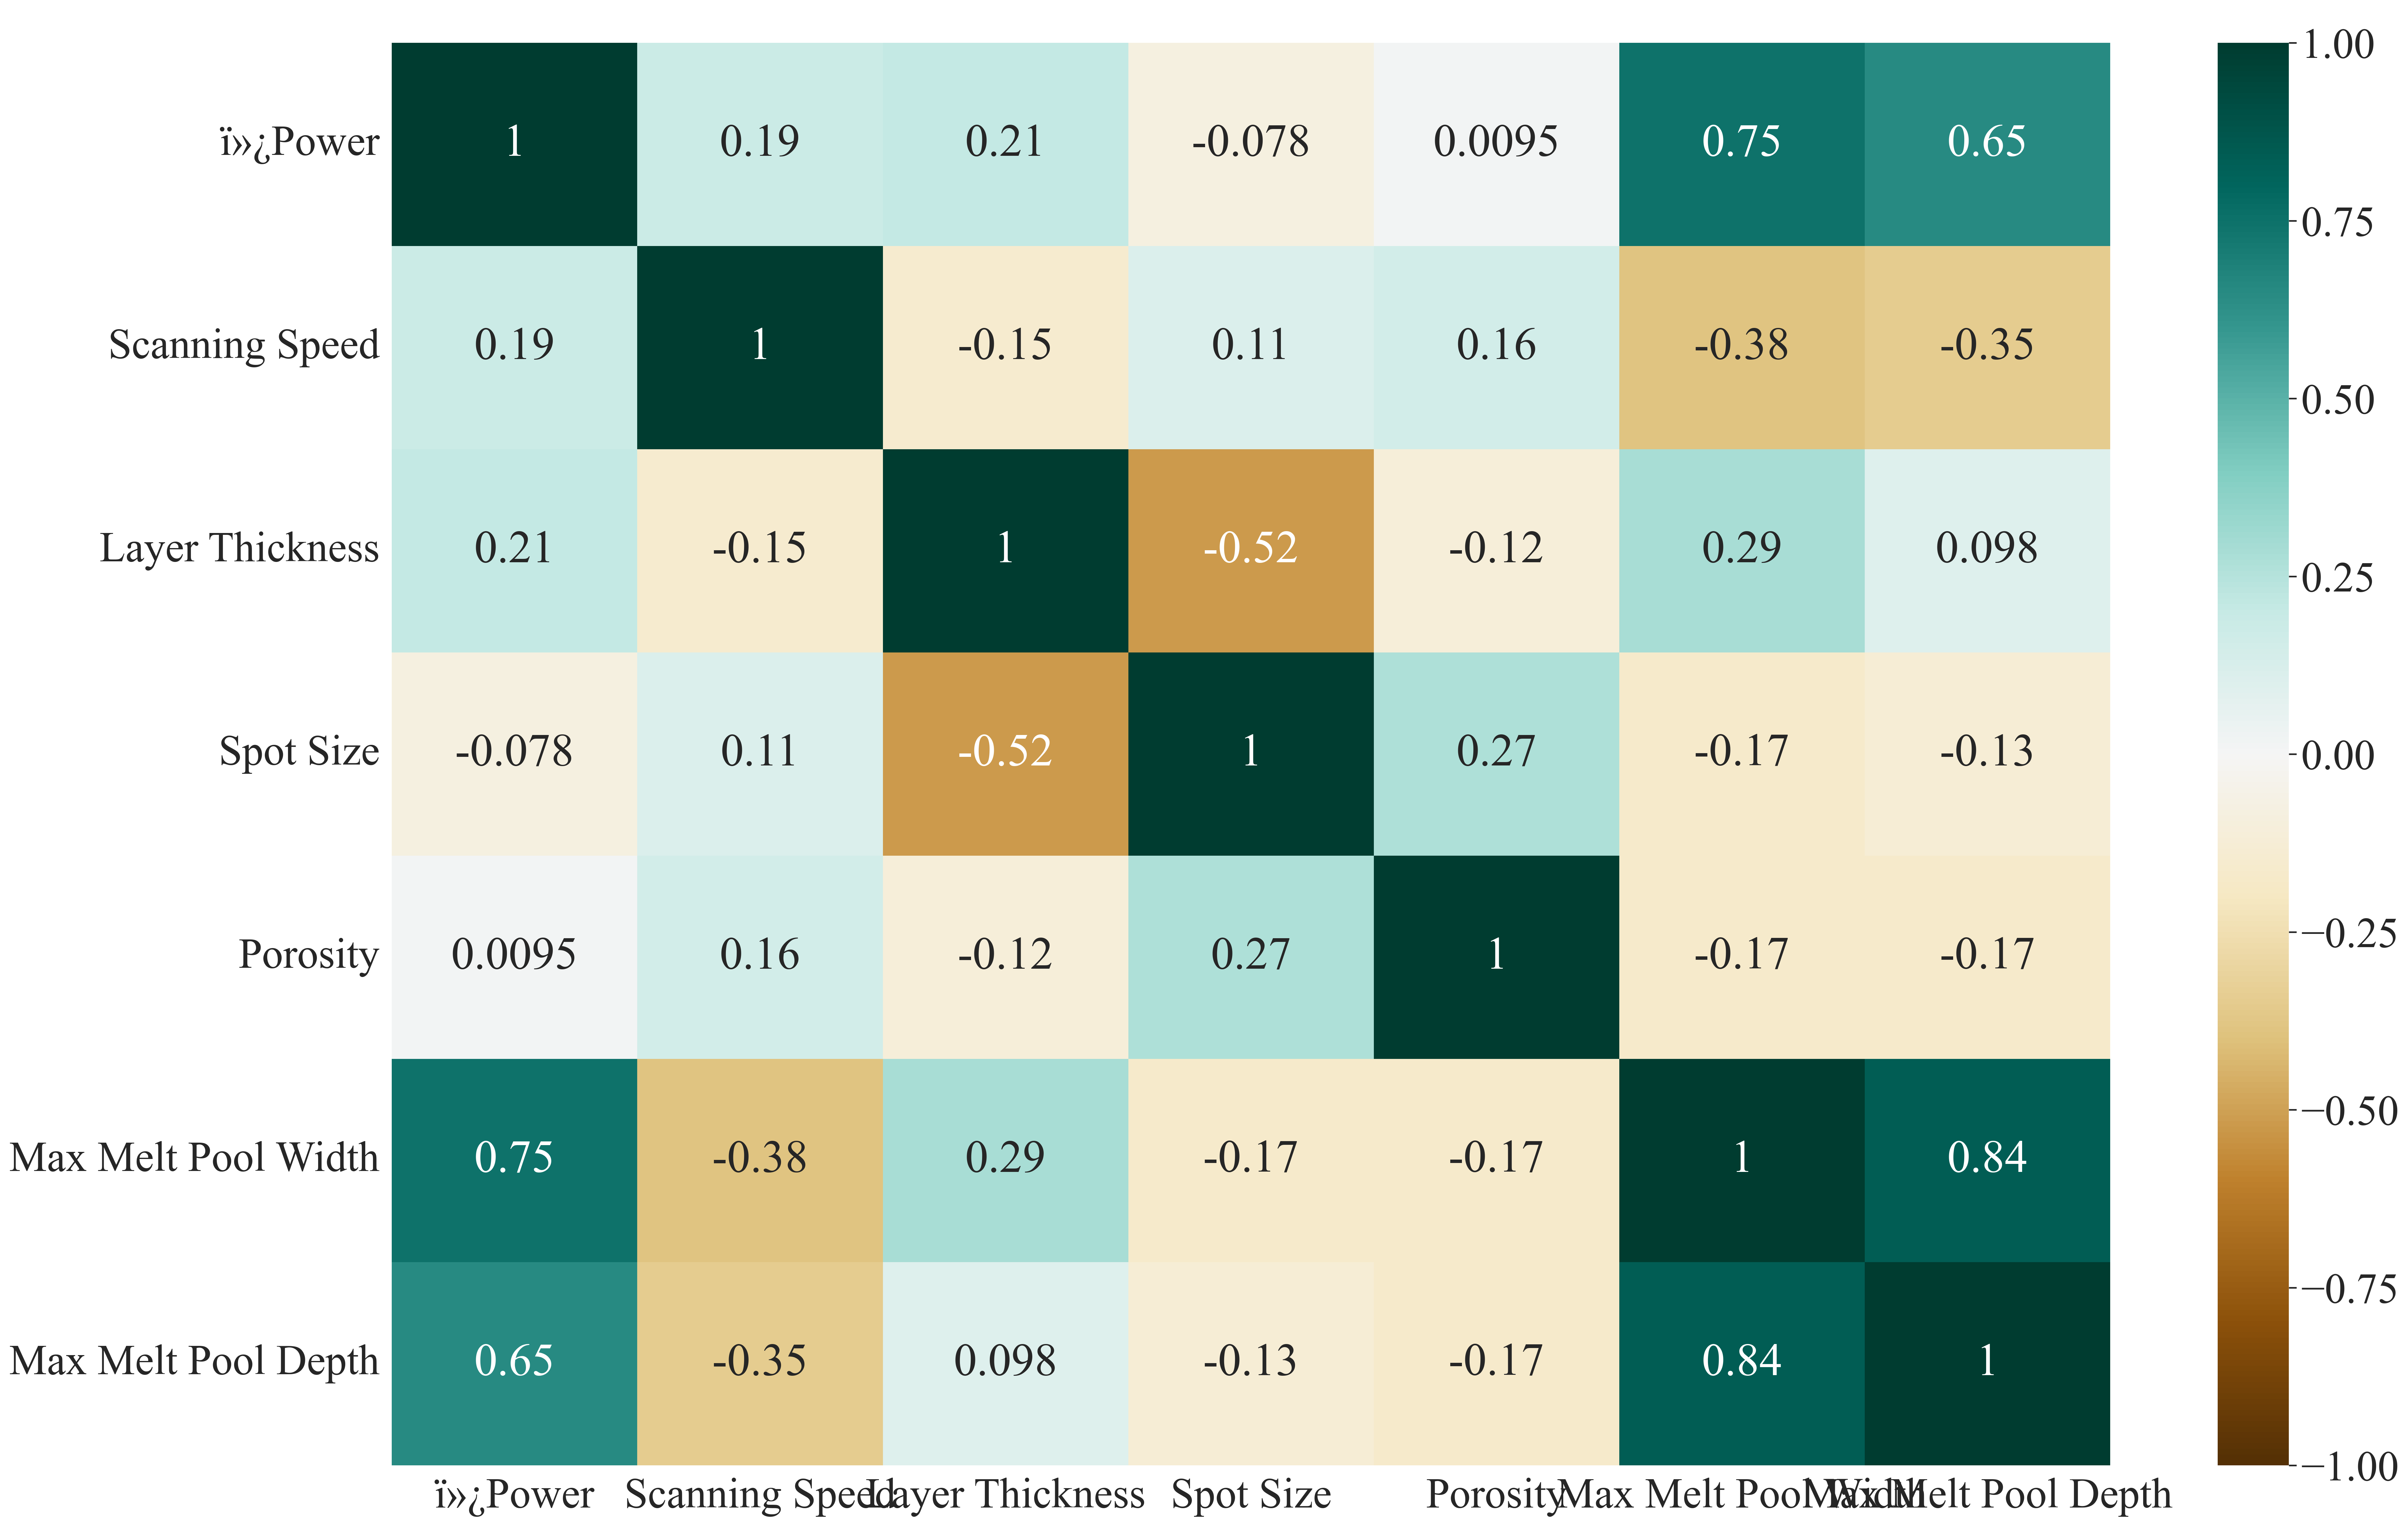 ï»¿Power 1 0.19 0.21 -0.078 0.0095 0.75 0.65
Scanning Speed 0.19 1 -0.15 0.11 0.16 -0.38 -0.35
Layer Thickness 0.21 -0.15 1 -0.52 -0.12 0.29 0.098
Spot Size -0.078 0.11 -0.52 1 0.27 -0.17 -0.13
Porosity 0.0095 0.16 -0.12 0.27 1 -0.17 -0.17
Max Melt Pool Width 0.75 -0.38 0.29 -0.17 -0.17 1 0.84
Max Melt Pool Depth 0.65 -0.35 0.098 -0.13 -0.17 0.84 1
ï»¿Power Scanning Speed Layer Thickness Spot Size Porosity Max Melt Pool Width Max Melt Pool Depth
1.00
0.75
0.50
0.25
0.00
−0.25
−0.50
−0.75
−1.00